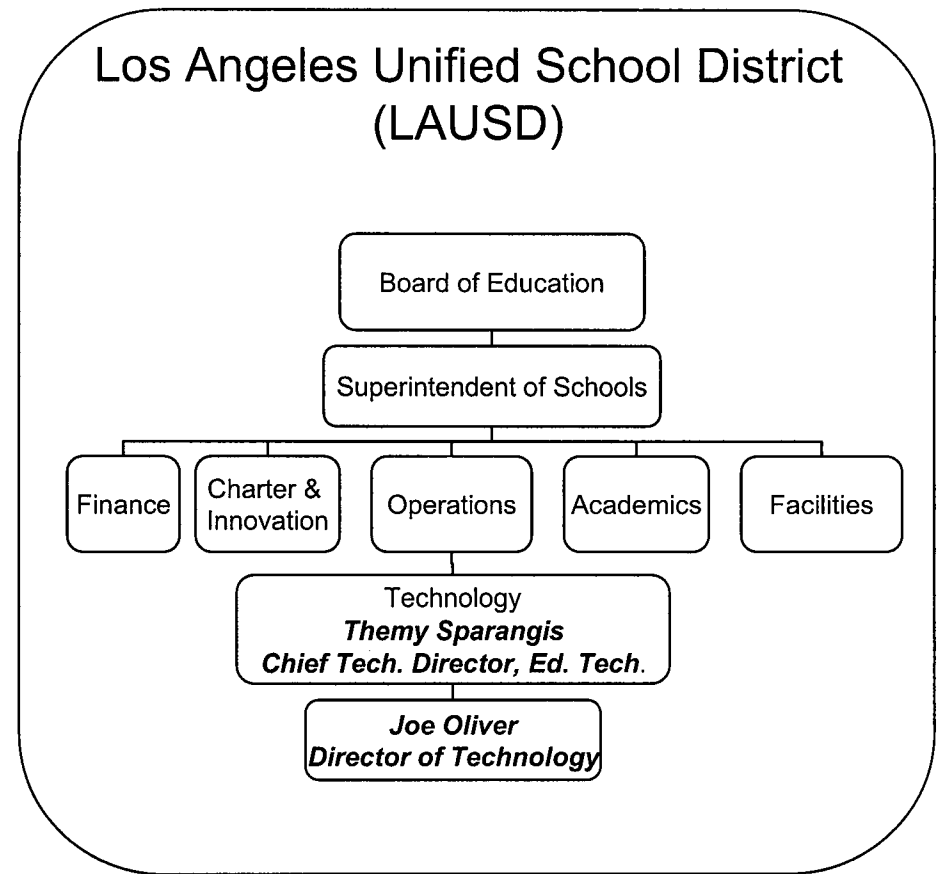 Los Angeles Unified School District
(LAUSD)
Board of Education
Superintendent of Schools
Finance
Charter &
Innovation
Operations
Academics
Facilities
Technology
Themy Sparangis
Chief Tech. Director, Ed. Tech.
Joe Oliver
Director of Technology